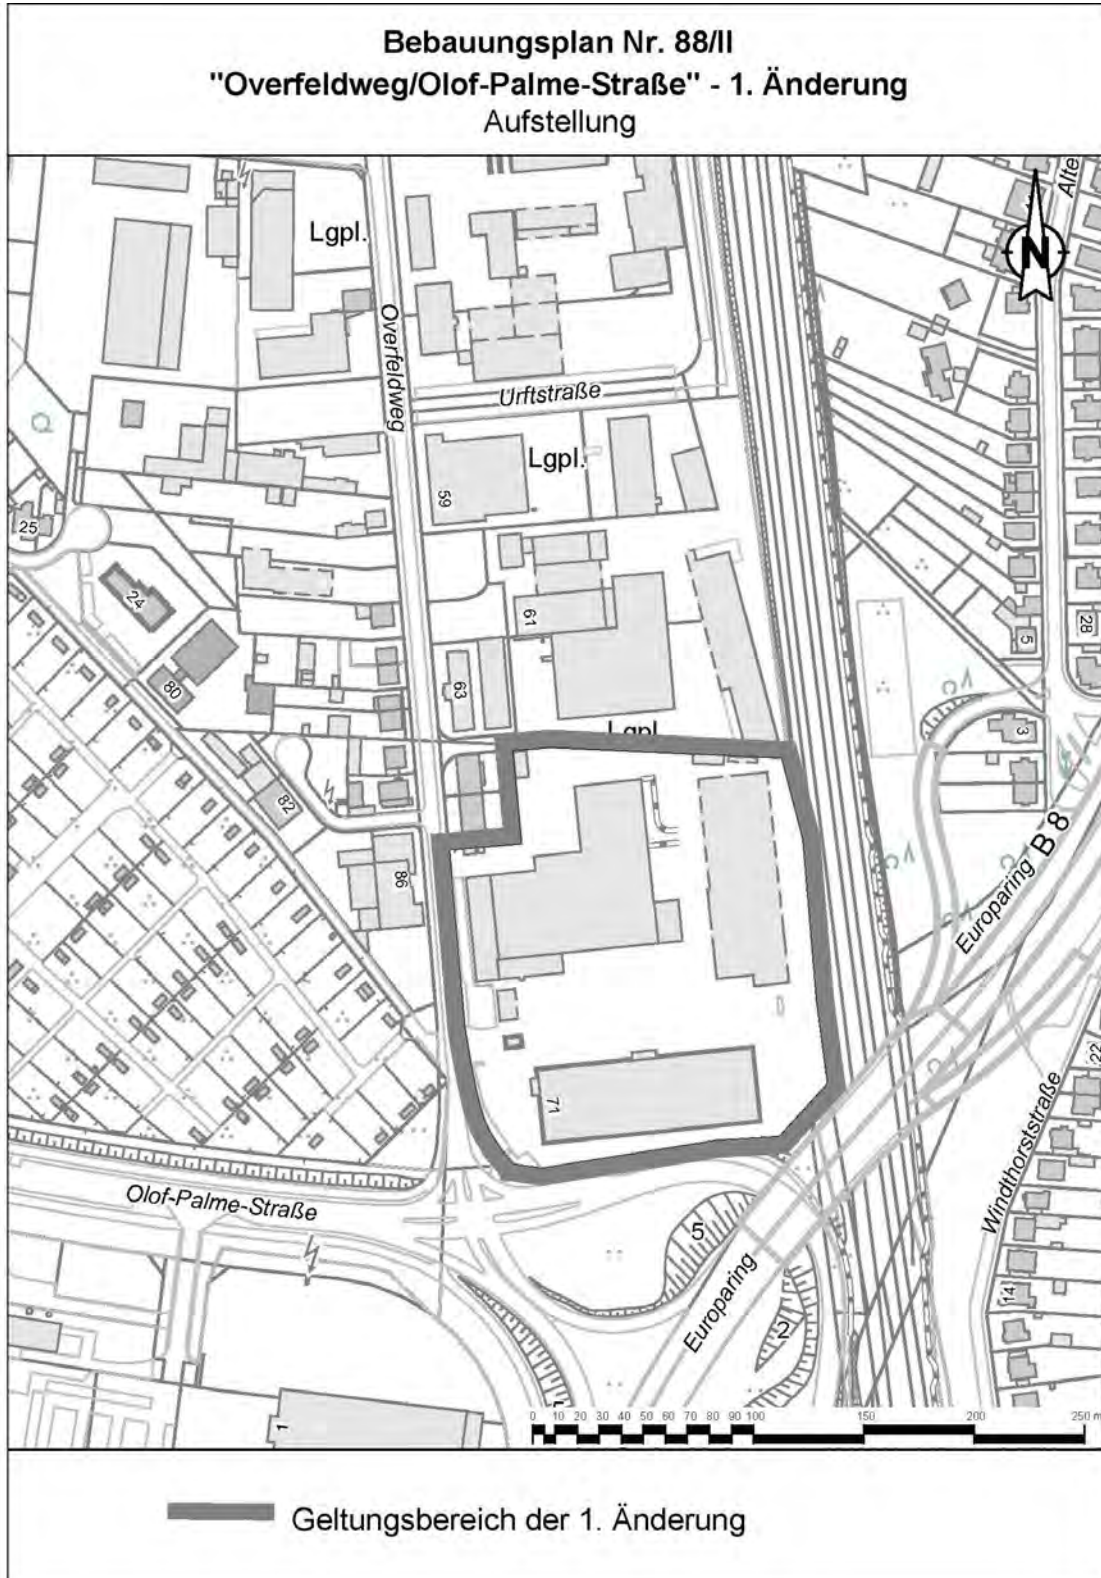 Bebauungsplan Nr. 88/II
"Overfeldweg/Olof-Palme-Straße" - 1. Änderung
Aufstellung
Alte
N
Lgpl.
Overfeldweg
Urftstraße
Lgpl.
59
25
24
61
28
5
80
63
Lgpl.
3
82
B 8
86
Europaring
22
71
Windthorststraße
Olof-Palme-Straße
5
Europaring
14
2
1
0 10 20 30 40 50 60 70 80 90 100 150 200 250 m
Geltungsbereich der 1. Änderung